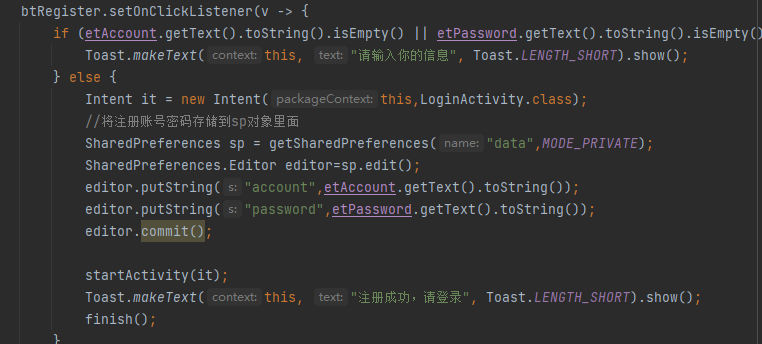 btRegister.setOnClickListener(v -> {
if (etAccount.getText().toString().isEmpty() || etPassword.getText().toString().isEmpty()
Toast.makeText( context: this, text: "请输入你的信息", Toast.LENGTH_SHORT).show();
} else {
Intent it = new Intent( packageContext: this,LoginActivity.class);
//将注册账号密码存储到sp对象里面
SharedPreferences sp = getSharedPreferences( name: "data",MODE_PRIVATE);
SharedPreferences.Editor editor=sp.edit();
editor.putString( s: "account",etAccount.getText().toString());
editor.putString( s: "password",etPassword.getText().toString());
editor.commit();
startActivity(it);
Toast.makeText( context: this, text: "注册成功，请登录", Toast.LENGTH_SHORT).show();
finish();
}